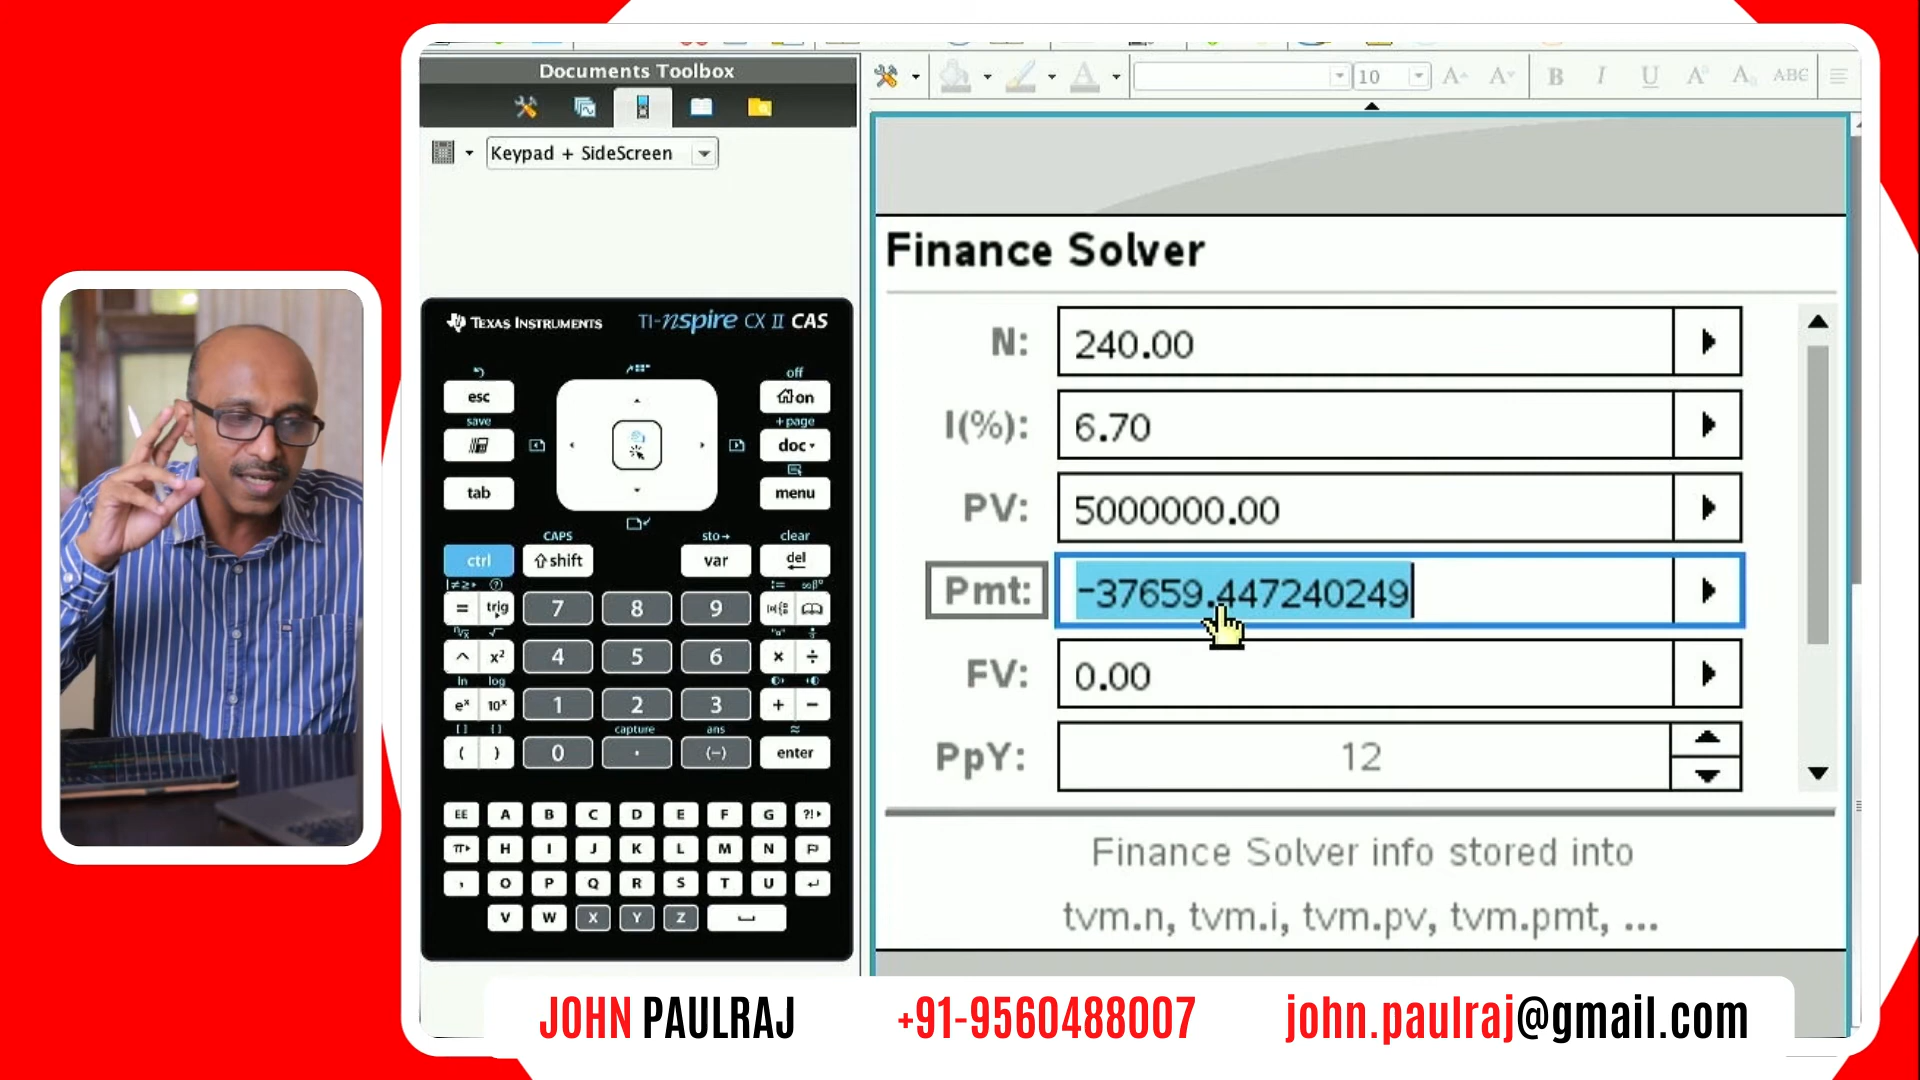 Documents Toolbox
Keypad + SideScreen
10
B I U A A ABC
Finance Solver
N: 240.00
I(%): 6.70
PV: 5000000.00
Pmt: -37659.447240249
FV: 0.00
PpY: 12
Finance Solver info stored into
tvm.n, tvm.i, tvm.pv, tvm.pmt, ...
TEXAS INSTRUMENTS TI-nspire CX II CAS
off
esc on
save +page
doc
tab menu
CAPS sto→ clear
ctrl shift var del
= trig 7 8 9
^ x² 4 5 6 × ÷
ln log
eˣ 10ˣ 1 2 3 + −
[ ] { } capture ans ≈
( ) 0 . (−) enter
EE A B C D E F G ?!
π H I J K L M N
, O P Q R S T U
V W X Y Z
JOHN PAULRAJ +91-9560488007 john.paulraj@gmail.com